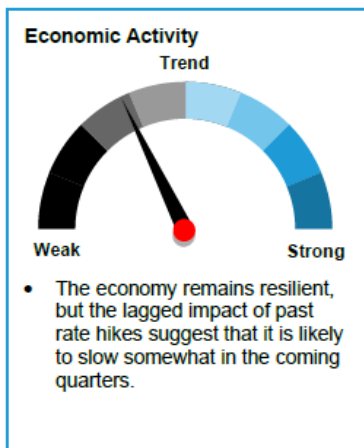 Economic Activity
Trend
Weak
Strong
• The economy remains resilient,
but the lagged impact of past
rate hikes suggest that it is likely
to slow somewhat in the coming
quarters.